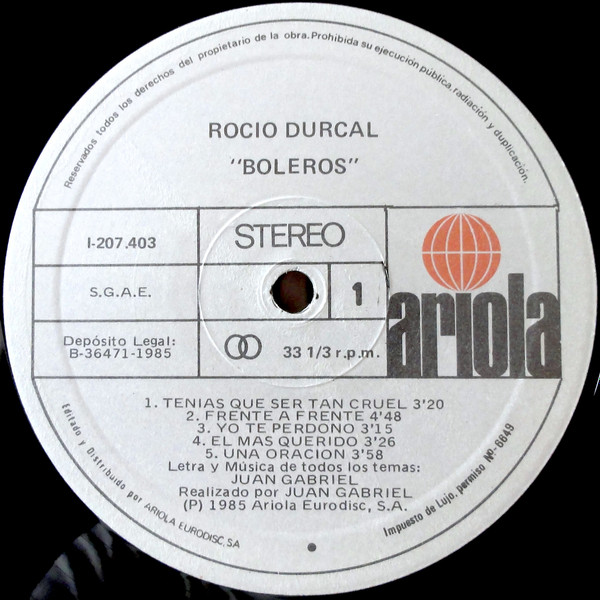 Reservados todos los derechos del propietario de la obra. Prohibida su ejecución pública, radiación y duplicación.
ROCIO DURCAL
"BOLEROS"
I-207.403
STEREO
S.G.A.E.
1
ariola
Depósito Legal:
B-36471-1985
33 1/3 r.p.m.
1. TENIAS QUE SER TAN CRUEL 3'20
2. FRENTE A FRENTE 4'48
3. YO TE PERDONO 3'15
4. EL MAS QUERIDO 3'26
5. UNA ORACION 3'58
Letra y Música de todos los temas:
JUAN GABRIEL
Realizado por JUAN GABRIEL
(P) 1985 Ariola Eurodisc, S.A.
Editado y Distribuido por ARIOLA EURODISC, S.A
Impuesto de Lujo, permiso Nº-6649